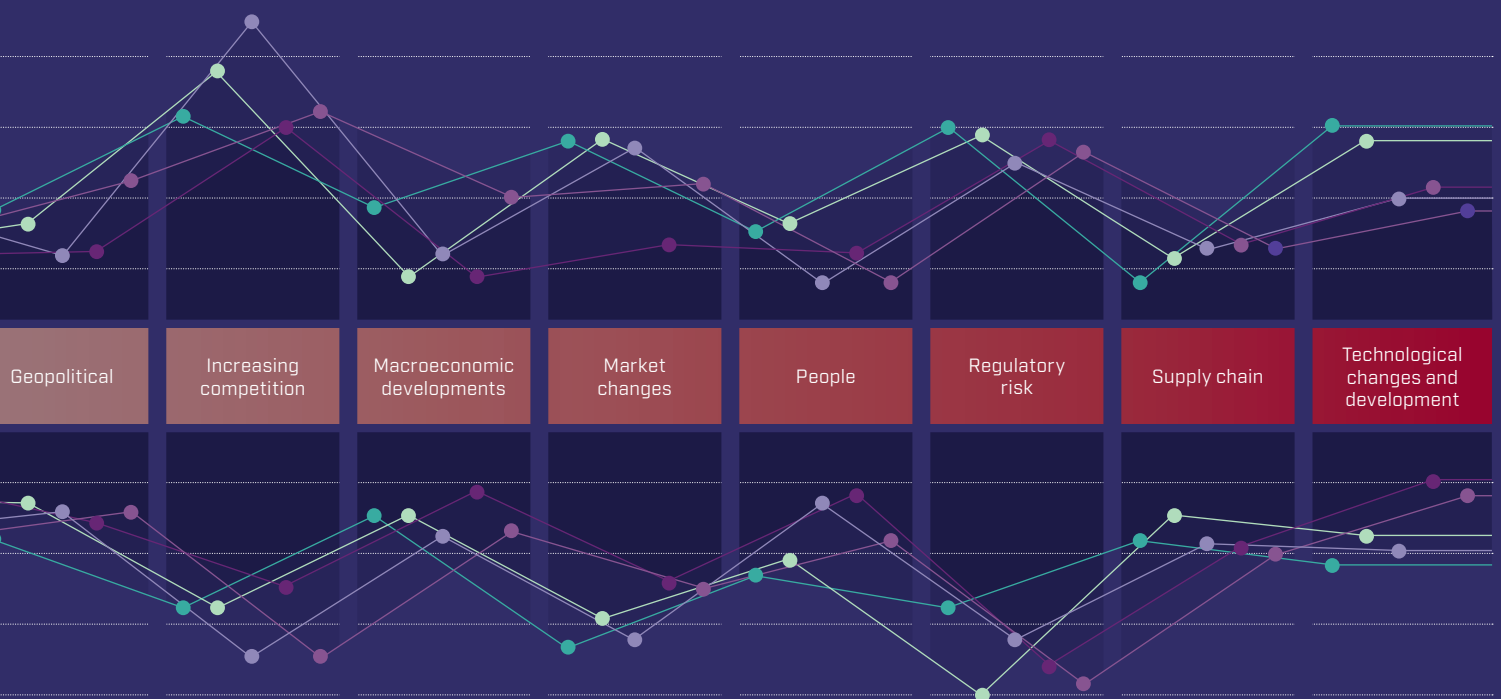 Geopolitical
Increasing
competition
Macroeconomic
developments
Market
changes
People
Regulatory
risk
Supply chain
Technological
changes and
development